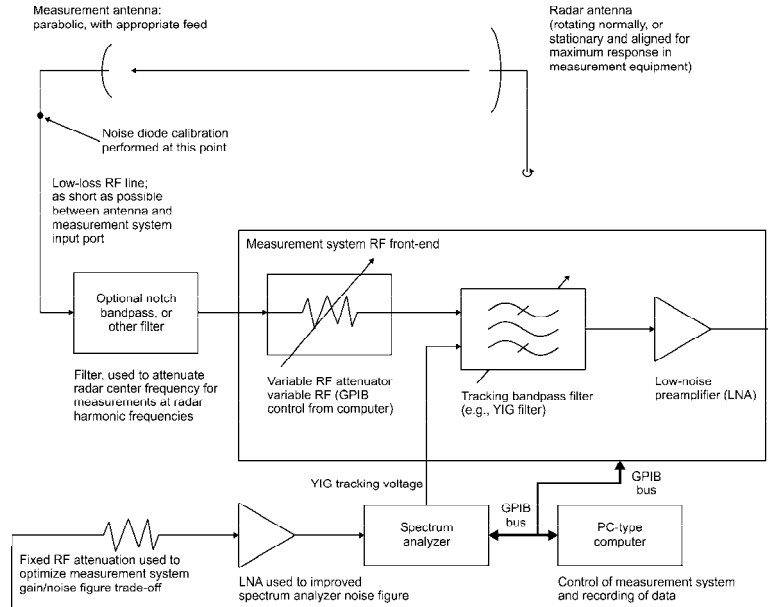 Measurement antenna:
parabolic, with appropriate feed
Radar antenna
(rotating normally, or
stationary and aligned for
maximum response in
measurement equipment)
Noise diode calibration
performed at this point
Low-loss RF line;
as short as possible
between antenna and
measurement system
input port
Measurement system RF front-end
Optional notch
bandpass, or
other filter
Filter, used to attenuate
radar center frequency for
measurements at radar
harmonic frequencies
Variable RF attenuator
variable RF (GPIB
control from computer)
Tracking bandpass filter
(e.g., YIG filter)
Low-noise
preamplifier (LNA)
YIG tracking voltage
GPIB
bus
GPIB
bus
Spectrum
analyzer
PC-type
computer
Fixed RF attenuation used to
optimize measurement system
gain/noise figure trade-off
LNA used to improved
spectrum analyzer noise figure
Control of measurement system
and recording of data